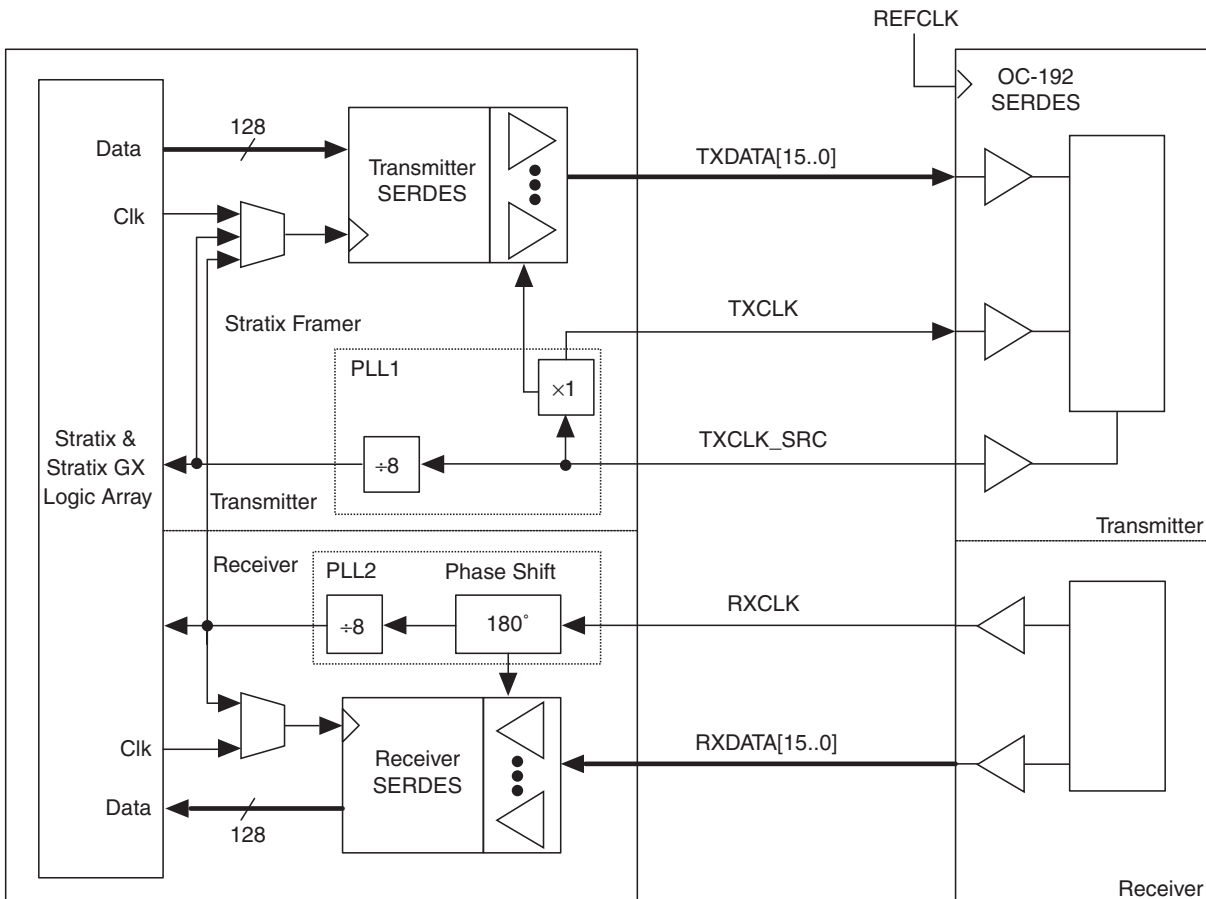 REFCLK
OC-192
SERDES
Data
128
Transmitter
SERDES
TXDATA[15..0]
Clk
Stratix Framer
TXCLK
PLL1
×1
Stratix &
Stratix GX
Logic Array
÷8
TXCLK_SRC
Transmitter
Transmitter
Receiver
PLL2
Phase Shift
RXCLK
÷8
180°
Clk
Receiver
SERDES
RXDATA[15..0]
Data
128
Receiver